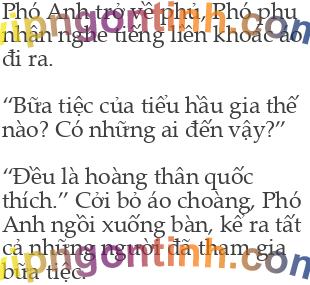 Phó Anh trở về phủ, Phó phu
nhân nghe tiếng liền khoác áo
đi ra.
“Bữa tiệc của tiểu hầu gia thế
nào? Có những ai đến vậy?”
“Đều là hoàng thân quốc
thích.” Cởi bỏ áo choàng, Phó
Anh ngồi xuống bàn, kể ra tất
cả những người đã tham gia
bữa tiệc.